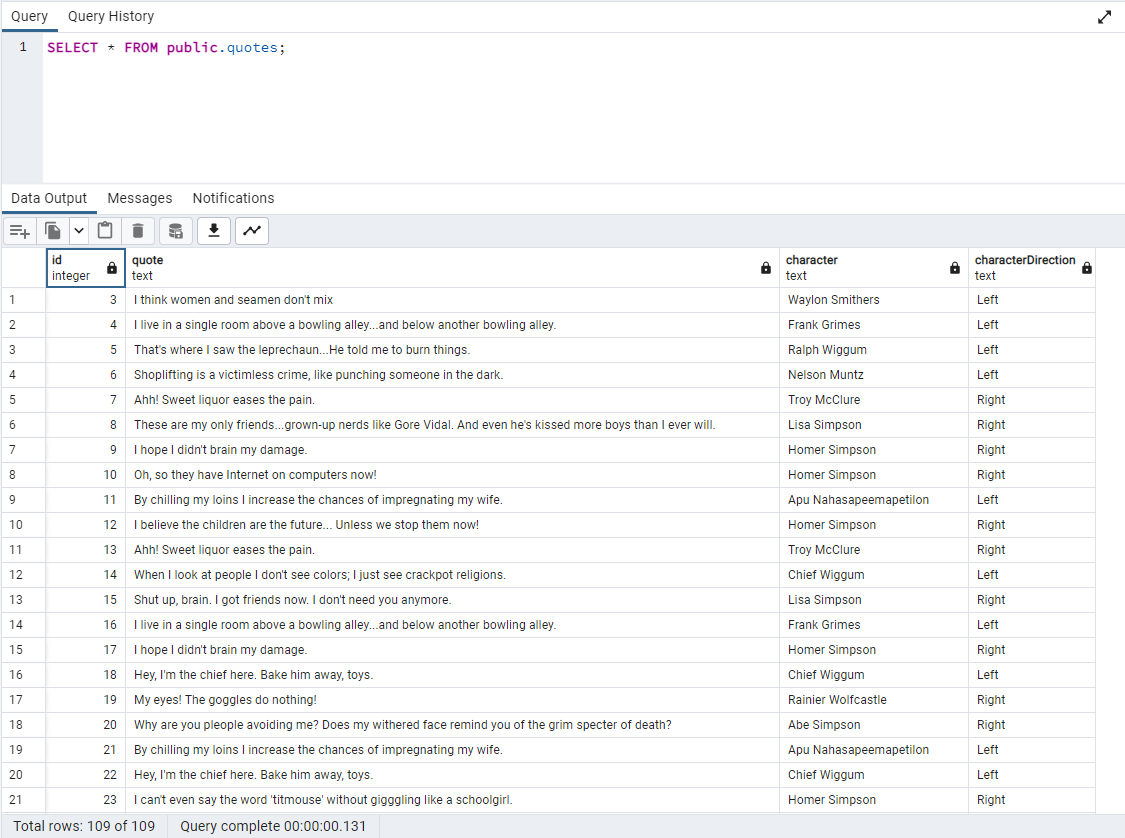 Query Query History
1 SELECT * FROM public.quotes;
Data Output Messages Notifications
id quote character characterDirection
integer text text text
1 3 I think women and seamen don't mix Waylon Smithers Left
2 4 I live in a single room above a bowling alley...and below another bowling alley. Frank Grimes Left
3 5 That's where I saw the leprechaun...He told me to burn things. Ralph Wiggum Left
4 6 Shoplifting is a victimless crime, like punching someone in the dark. Nelson Muntz Left
5 7 Ahh! Sweet liquor eases the pain. Troy McClure Right
6 8 These are my only friends...grown-up nerds like Gore Vidal. And even he's kissed more boys than I ever will. Lisa Simpson Right
7 9 I hope I didn't brain my damage. Homer Simpson Right
8 10 Oh, so they have Internet on computers now! Homer Simpson Right
9 11 By chilling my loins I increase the chances of impregnating my wife. Apu Nahasapeemapetilon Left
10 12 I believe the children are the future... Unless we stop them now! Homer Simpson Right
11 13 Ahh! Sweet liquor eases the pain. Troy McClure Right
12 14 When I look at people I don't see colors; I just see crackpot religions. Chief Wiggum Left
13 15 Shut up, brain. I got friends now. I don't need you anymore. Lisa Simpson Right
14 16 I live in a single room above a bowling alley...and below another bowling alley. Frank Grimes Left
15 17 I hope I didn't brain my damage. Homer Simpson Right
16 18 Hey, I'm the chief here. Bake him away, toys. Chief Wiggum Left
17 19 My eyes! The goggles do nothing! Rainier Wolfcastle Right
18 20 Why are you pleople avoiding me? Does my withered face remind you of the grim specter of death? Abe Simpson Right
19 21 By chilling my loins I increase the chances of impregnating my wife. Apu Nahasapeemapetilon Left
20 22 Hey, I'm the chief here. Bake him away, toys. Chief Wiggum Left
21 23 I can't even say the word 'titmouse' without gigggling like a schoolgirl. Homer Simpson Right
Total rows: 109 of 109 Query complete 00:00:00.131